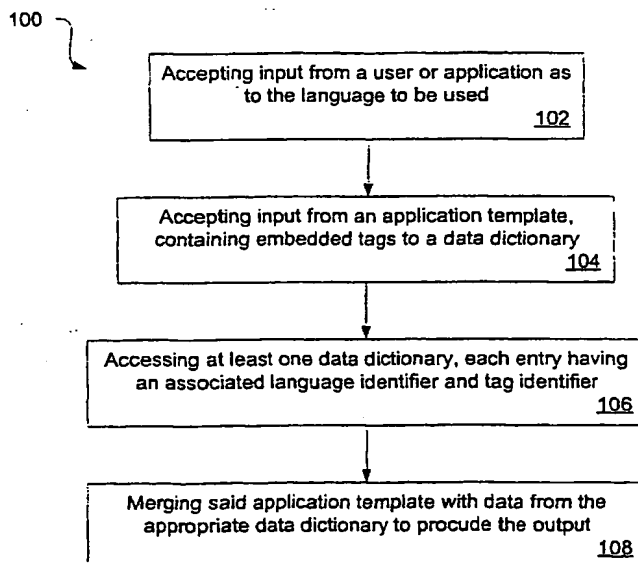 100
Accepting input from a user or application as
to the language to be used
102
Accepting input from an application template,
containing embedded tags to a data dictionary
104
Accessing at least one data dictionary, each entry having
an associated language identifier and tag identifier
106
Merging said application template with data from the
appropriate data dictionary to procude the output
108